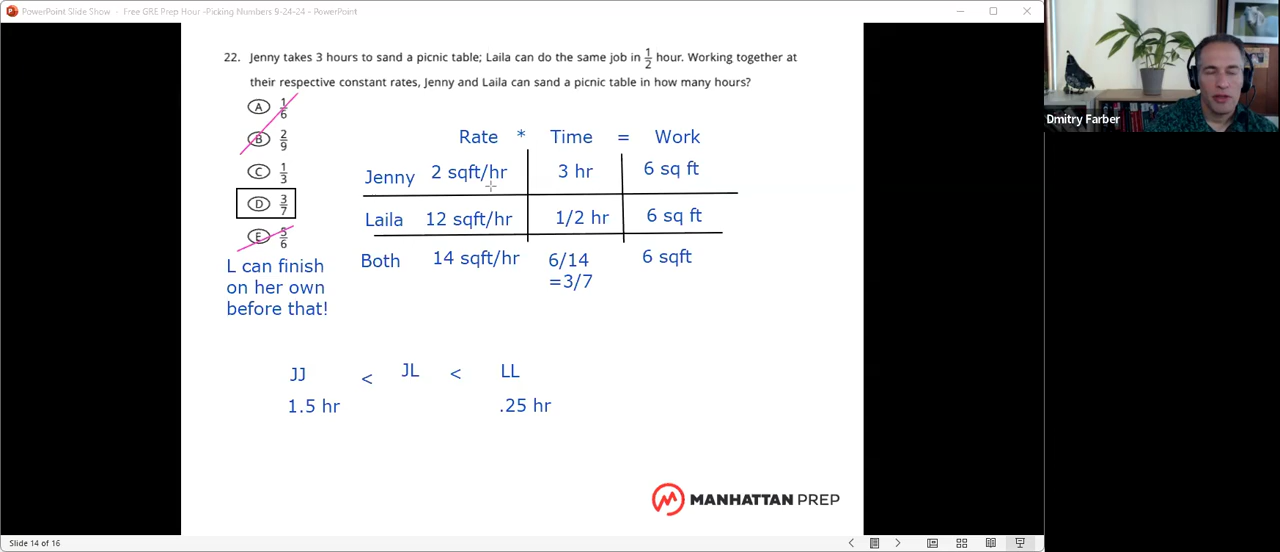 PowerPoint Slide Show - Free GRE Prep Hour -Picking Numbers 9-24-24 - PowerPoint
22. Jenny takes 3 hours to sand a picnic table; Laila can do the same job in 1/2 hour. Working together at
their respective constant rates, Jenny and Laila can sand a picnic table in how many hours?
A 1/6
B 2/9
C 1/3
D 3/7
E 5/6
Rate * Time = Work
Jenny 2 sqft/hr 3 hr 6 sq ft
Laila 12 sqft/hr 1/2 hr 6 sq ft
Both 14 sqft/hr 6/14 6 sqft
=3/7
L can finish
on her own
before that!
JJ < JL < LL
1.5 hr .25 hr
MANHATTAN PREP
Slide 14 of 16
Dmitry Farber